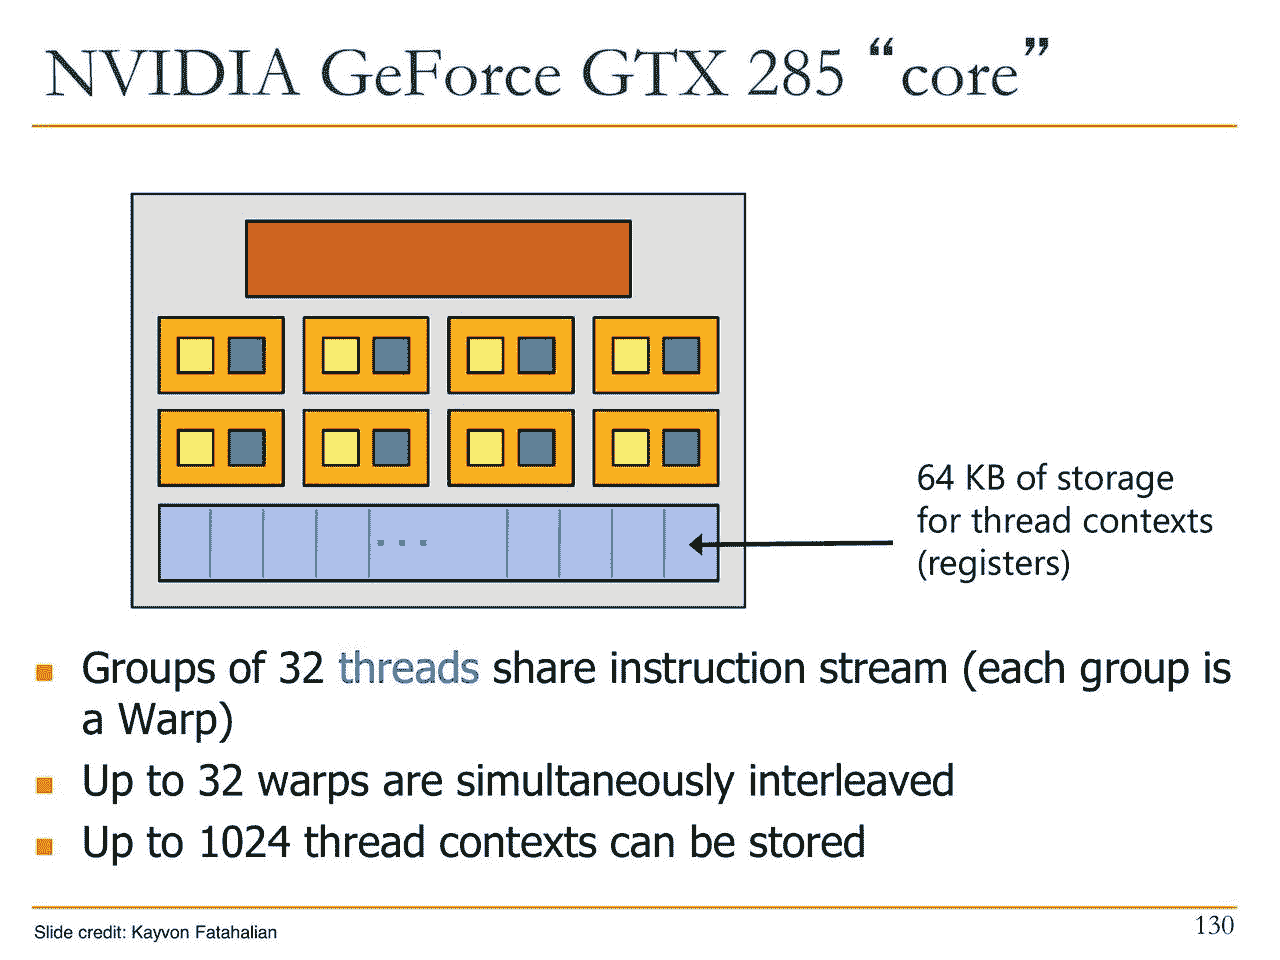 NVIDIA GeForce GTX 285 “core”
64 KB of storage
for thread contexts
(registers)
Groups of 32 threads share instruction stream (each group is
a Warp)
Up to 32 warps are simultaneously interleaved
Up to 1024 thread contexts can be stored
Slide credit: Kayvon Fatahalian
130